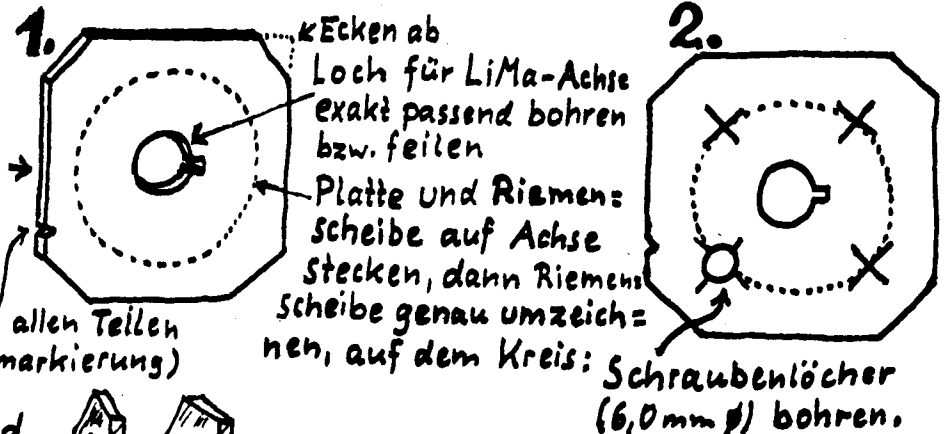 1.
Ecken ab
Loch für LiMa-Achse
exakt passend bohren
bzw. feilen
Platte und Riemen=
scheibe auf Achse
stecken, dann Riemen=
scheibe genau umzeich=
nen, auf dem Kreis:
allen Teilen
markierung)
d
2.
Schraubenlöcher
(6,0mm ø) bohren.